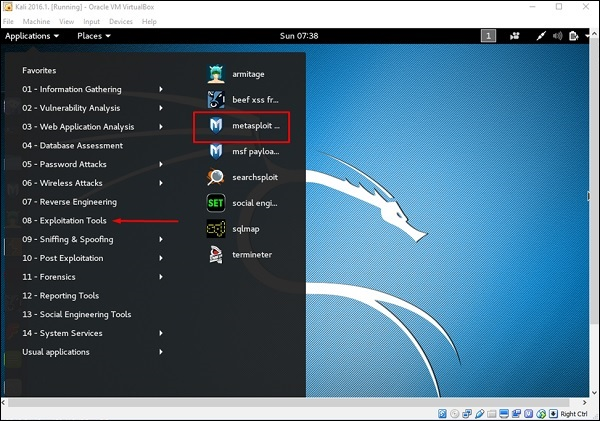 Kali 2016.1. [Running] - Oracle VM VirtualBox
File Machine View Input Devices Help
Applications Places Sun 07:38 1
Favorites
01 - Information Gathering
02 - Vulnerability Analysis
03 - Web Application Analysis
04 - Database Assessment
05 - Password Attacks
06 - Wireless Attacks
07 - Reverse Engineering
08 - Exploitation Tools
09 - Sniffing & Spoofing
10 - Post Exploitation
11 - Forensics
12 - Reporting Tools
13 - Social Engineering Tools
14 - System Services
Usual applications
armitage
beef xss fr...
metasploit ...
msf payloa...
searchsploit
SET social engi...
sql sqlmap
termineter
Right Ctrl